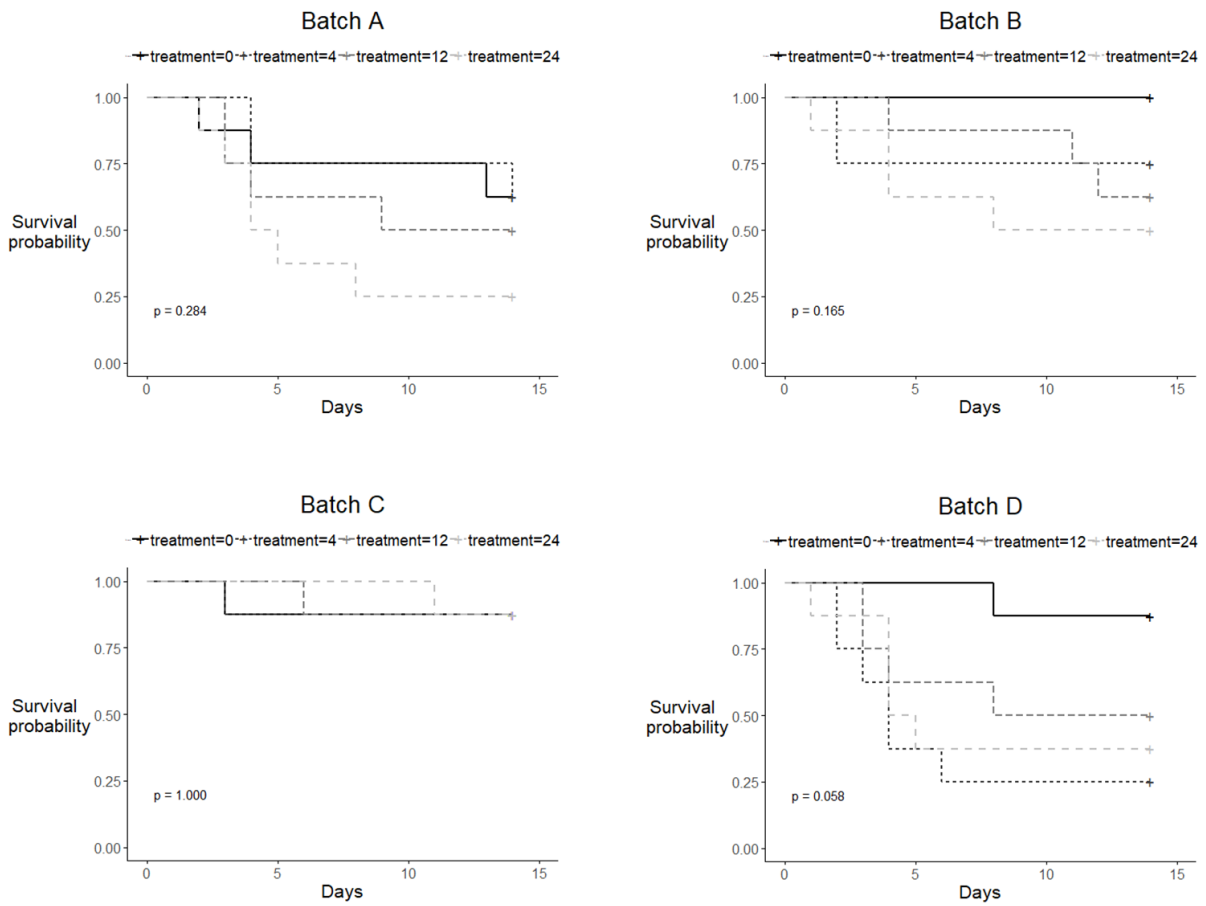 Batch A
treatment=0 treatment=4 treatment=12 treatment=24
1.00
0.75
Survival
probability
0.50
0.25
p = 0.284
0.00
0 5 10 15
Days
Batch B
treatment=0 treatment=4 treatment=12 treatment=24
1.00
0.75
Survival
probability
0.50
0.25
p = 0.165
0.00
0 5 10 15
Days
Batch C
treatment=0 treatment=4 treatment=12 treatment=24
1.00
0.75
Survival
probability
0.50
0.25
p = 1.000
0.00
0 5 10 15
Days
Batch D
treatment=0 treatment=4 treatment=12 treatment=24
1.00
0.75
Survival
probability
0.50
0.25
p = 0.058
0.00
0 5 10 15
Days